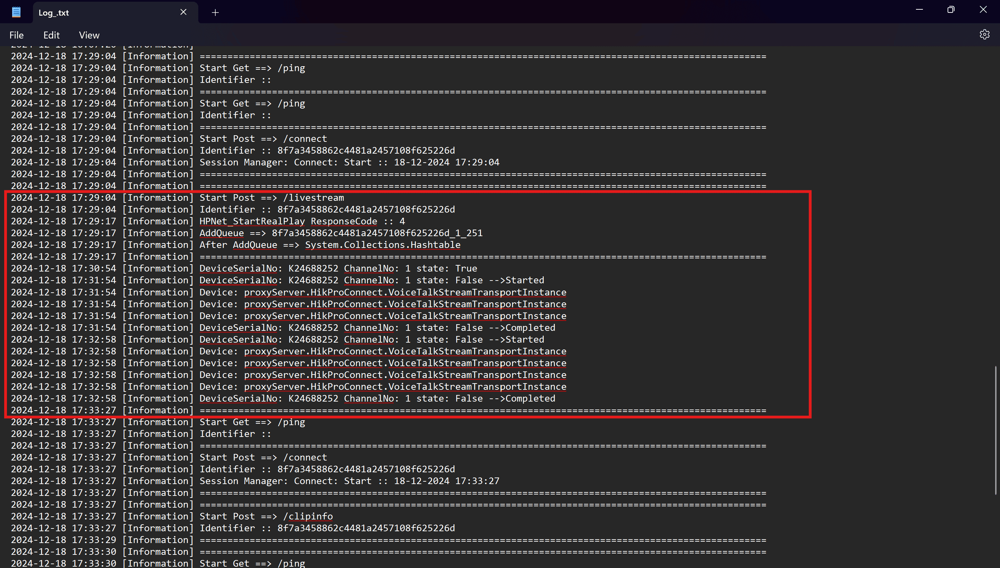 Log_.txt
File Edit View
2024-12-18 17:29:04 [Information] ======================================================================================================
2024-12-18 17:29:04 [Information] Start Get ==> /ping
2024-12-18 17:29:04 [Information] Identifier ::
2024-12-18 17:29:04 [Information] ======================================================================================================
2024-12-18 17:29:04 [Information] Start Get ==> /ping
2024-12-18 17:29:04 [Information] Identifier ::
2024-12-18 17:29:04 [Information] ======================================================================================================
2024-12-18 17:29:04 [Information] Start Post ==> /connect
2024-12-18 17:29:04 [Information] Identifier :: 8f7a3458862c4481a2457108f625226d
2024-12-18 17:29:04 [Information] Session Manager: Connect: Start :: 18-12-2024 17:29:04
2024-12-18 17:29:04 [Information] ======================================================================================================
2024-12-18 17:29:04 [Information] ======================================================================================================
2024-12-18 17:29:04 [Information] Start Post ==> /livestream
2024-12-18 17:29:04 [Information] Identifier :: 8f7a3458862c4481a2457108f625226d
2024-12-18 17:29:17 [Information] HPNet_StartRealPlay ResponseCode :: 4
2024-12-18 17:29:17 [Information] AddQueue ==> 8f7a3458862c4481a2457108f625226d_1_251
2024-12-18 17:29:17 [Information] After AddQueue ==> System.Collections.Hashtable
2024-12-18 17:29:17 [Information] ======================================================================================================
2024-12-18 17:30:54 [Information] DeviceSerialNo: K24688252 ChannelNo: 1 state: True
2024-12-18 17:31:54 [Information] DeviceSerialNo: K24688252 ChannelNo: 1 state: False -->Started
2024-12-18 17:31:54 [Information] Device: proxyServer.HikProConnect.VoiceTalkStreamTransportInstance
2024-12-18 17:31:54 [Information] Device: proxyServer.HikProConnect.VoiceTalkStreamTransportInstance
2024-12-18 17:31:54 [Information] Device: proxyServer.HikProConnect.VoiceTalkStreamTransportInstance
2024-12-18 17:31:54 [Information] DeviceSerialNo: K24688252 ChannelNo: 1 state: False -->Completed
2024-12-18 17:32:58 [Information] DeviceSerialNo: K24688252 ChannelNo: 1 state: False -->Started
2024-12-18 17:32:58 [Information] Device: proxyServer.HikProConnect.VoiceTalkStreamTransportInstance
2024-12-18 17:32:58 [Information] Device: proxyServer.HikProConnect.VoiceTalkStreamTransportInstance
2024-12-18 17:32:58 [Information] Device: proxyServer.HikProConnect.VoiceTalkStreamTransportInstance
2024-12-18 17:32:58 [Information] Device: proxyServer.HikProConnect.VoiceTalkStreamTransportInstance
2024-12-18 17:32:58 [Information] DeviceSerialNo: K24688252 ChannelNo: 1 state: False -->Completed
2024-12-18 17:33:27 [Information] ======================================================================================================
2024-12-18 17:33:27 [Information] Start Get ==> /ping
2024-12-18 17:33:27 [Information] Identifier ::
2024-12-18 17:33:27 [Information] ======================================================================================================
2024-12-18 17:33:27 [Information] Start Post ==> /connect
2024-12-18 17:33:27 [Information] Identifier :: 8f7a3458862c4481a2457108f625226d
2024-12-18 17:33:27 [Information] Session Manager: Connect: Start :: 18-12-2024 17:33:27
2024-12-18 17:33:27 [Information] ======================================================================================================
2024-12-18 17:33:27 [Information] ======================================================================================================
2024-12-18 17:33:27 [Information] Start Post ==> /clipinfo
2024-12-18 17:33:27 [Information] Identifier :: 8f7a3458862c4481a2457108f625226d
2024-12-18 17:33:29 [Information] ======================================================================================================
2024-12-18 17:33:30 [Information] ======================================================================================================
2024-12-18 17:33:30 [Information] Start Get ==> /ping